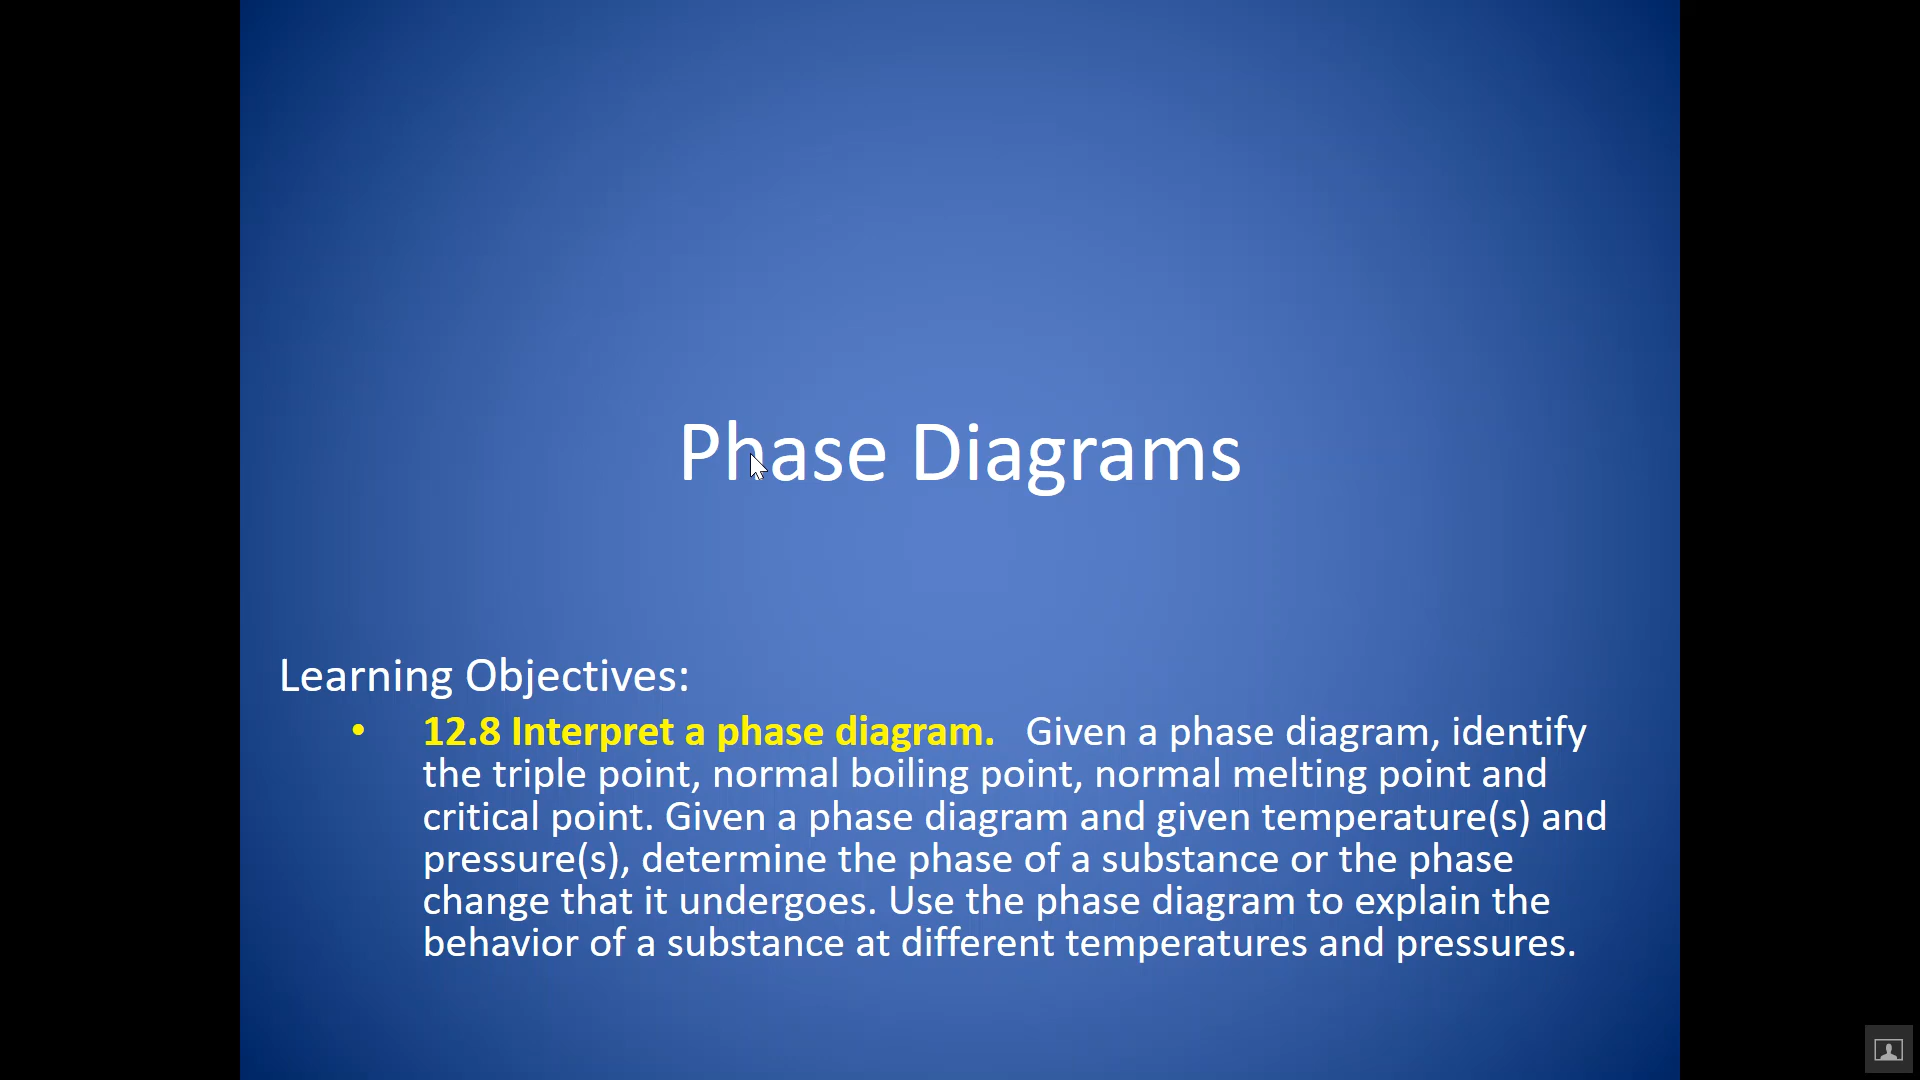 Phase Diagrams
Learning Objectives:
• 12.8 Interpret a phase diagram. Given a phase diagram, identify
the triple point, normal boiling point, normal melting point and
critical point. Given a phase diagram and given temperature(s) and
pressure(s), determine the phase of a substance or the phase
change that it undergoes. Use the phase diagram to explain the
behavior of a substance at different temperatures and pressures.